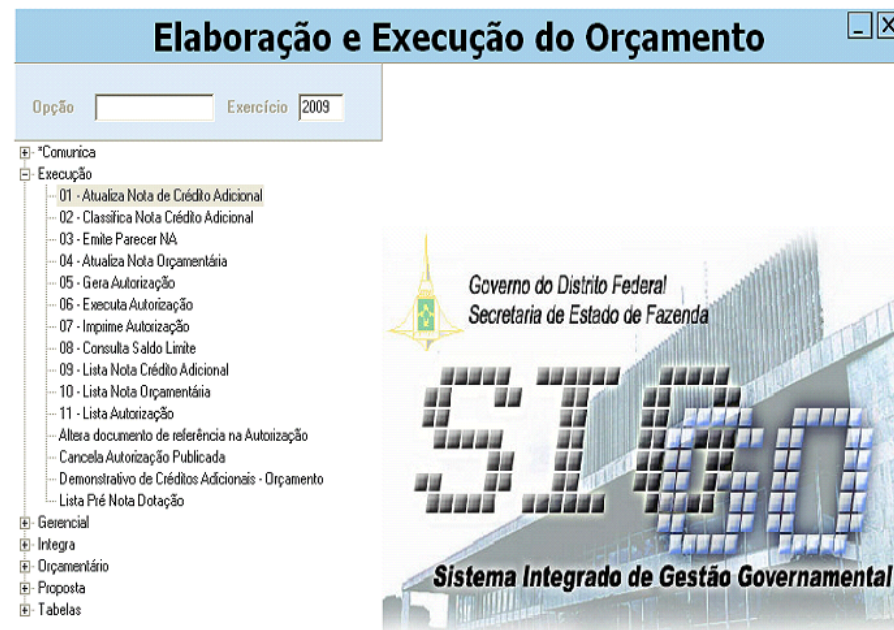 Elaboração e Execução do Orçamento
Opção
Exercício 2009
*Comunica
Execução
01 - Atualiza Nota de Crédito Adicional
02 - Classifica Nota Crédito Adicional
03 - Emite Parecer NA
04 - Atualiza Nota Orçamentária
05 - Gera Autorização
06 - Executa Autorização
07 - Imprime Autorização
08 - Consulta Saldo Limite
09 - Lista Nota Crédito Adicional
10 - Lista Nota Orçamentária
11 - Lista Autorização
Altera documento de referência na Autorização
Cancela Autorização Publicada
Demonstrativo de Créditos Adicionais - Orçamento
Lista Pré Nota Dotação
Gerencial
Integra
Orçamentário
Proposta
Tabelas
Governo do Distrito Federal
Secretaria de Estado de Fazenda
SIGGO
Sistema Integrado de Gestão Governamental